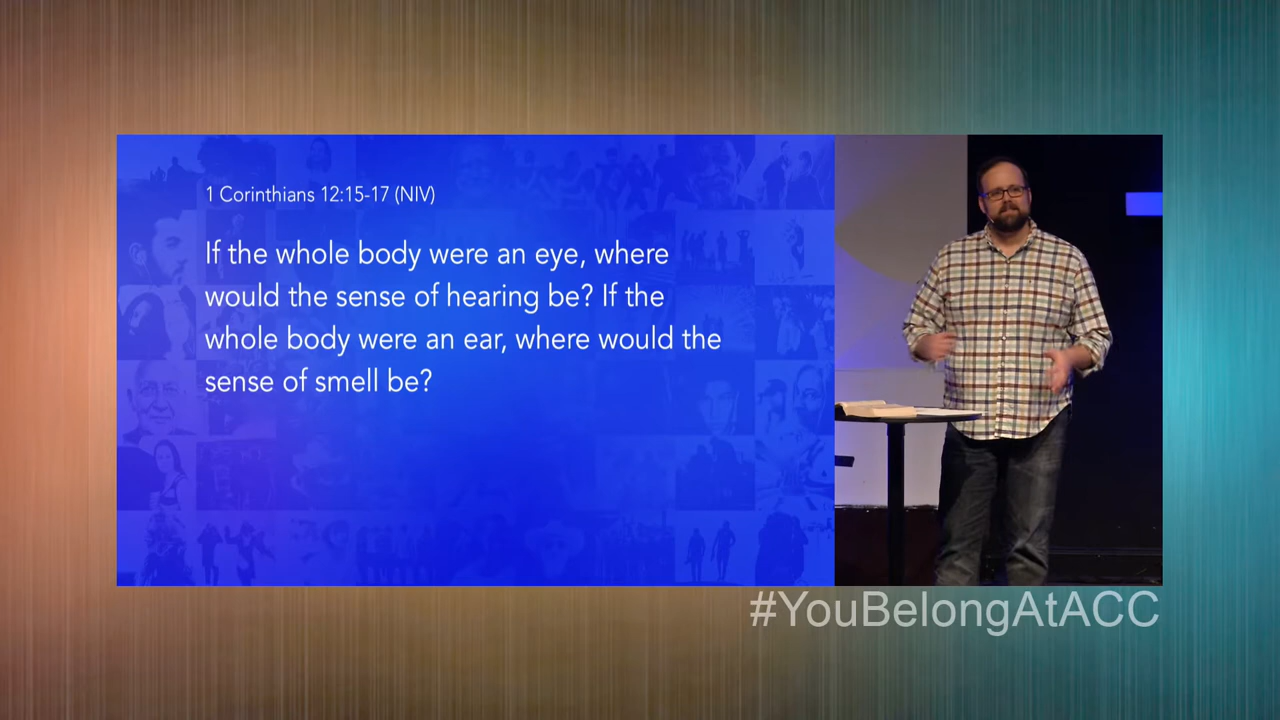 1 Corinthians 12:15-17 (NIV)
If the whole body were an eye, where
would the sense of hearing be? If the
whole body were an ear, where would the
sense of smell be?
#YouBelongAtACC